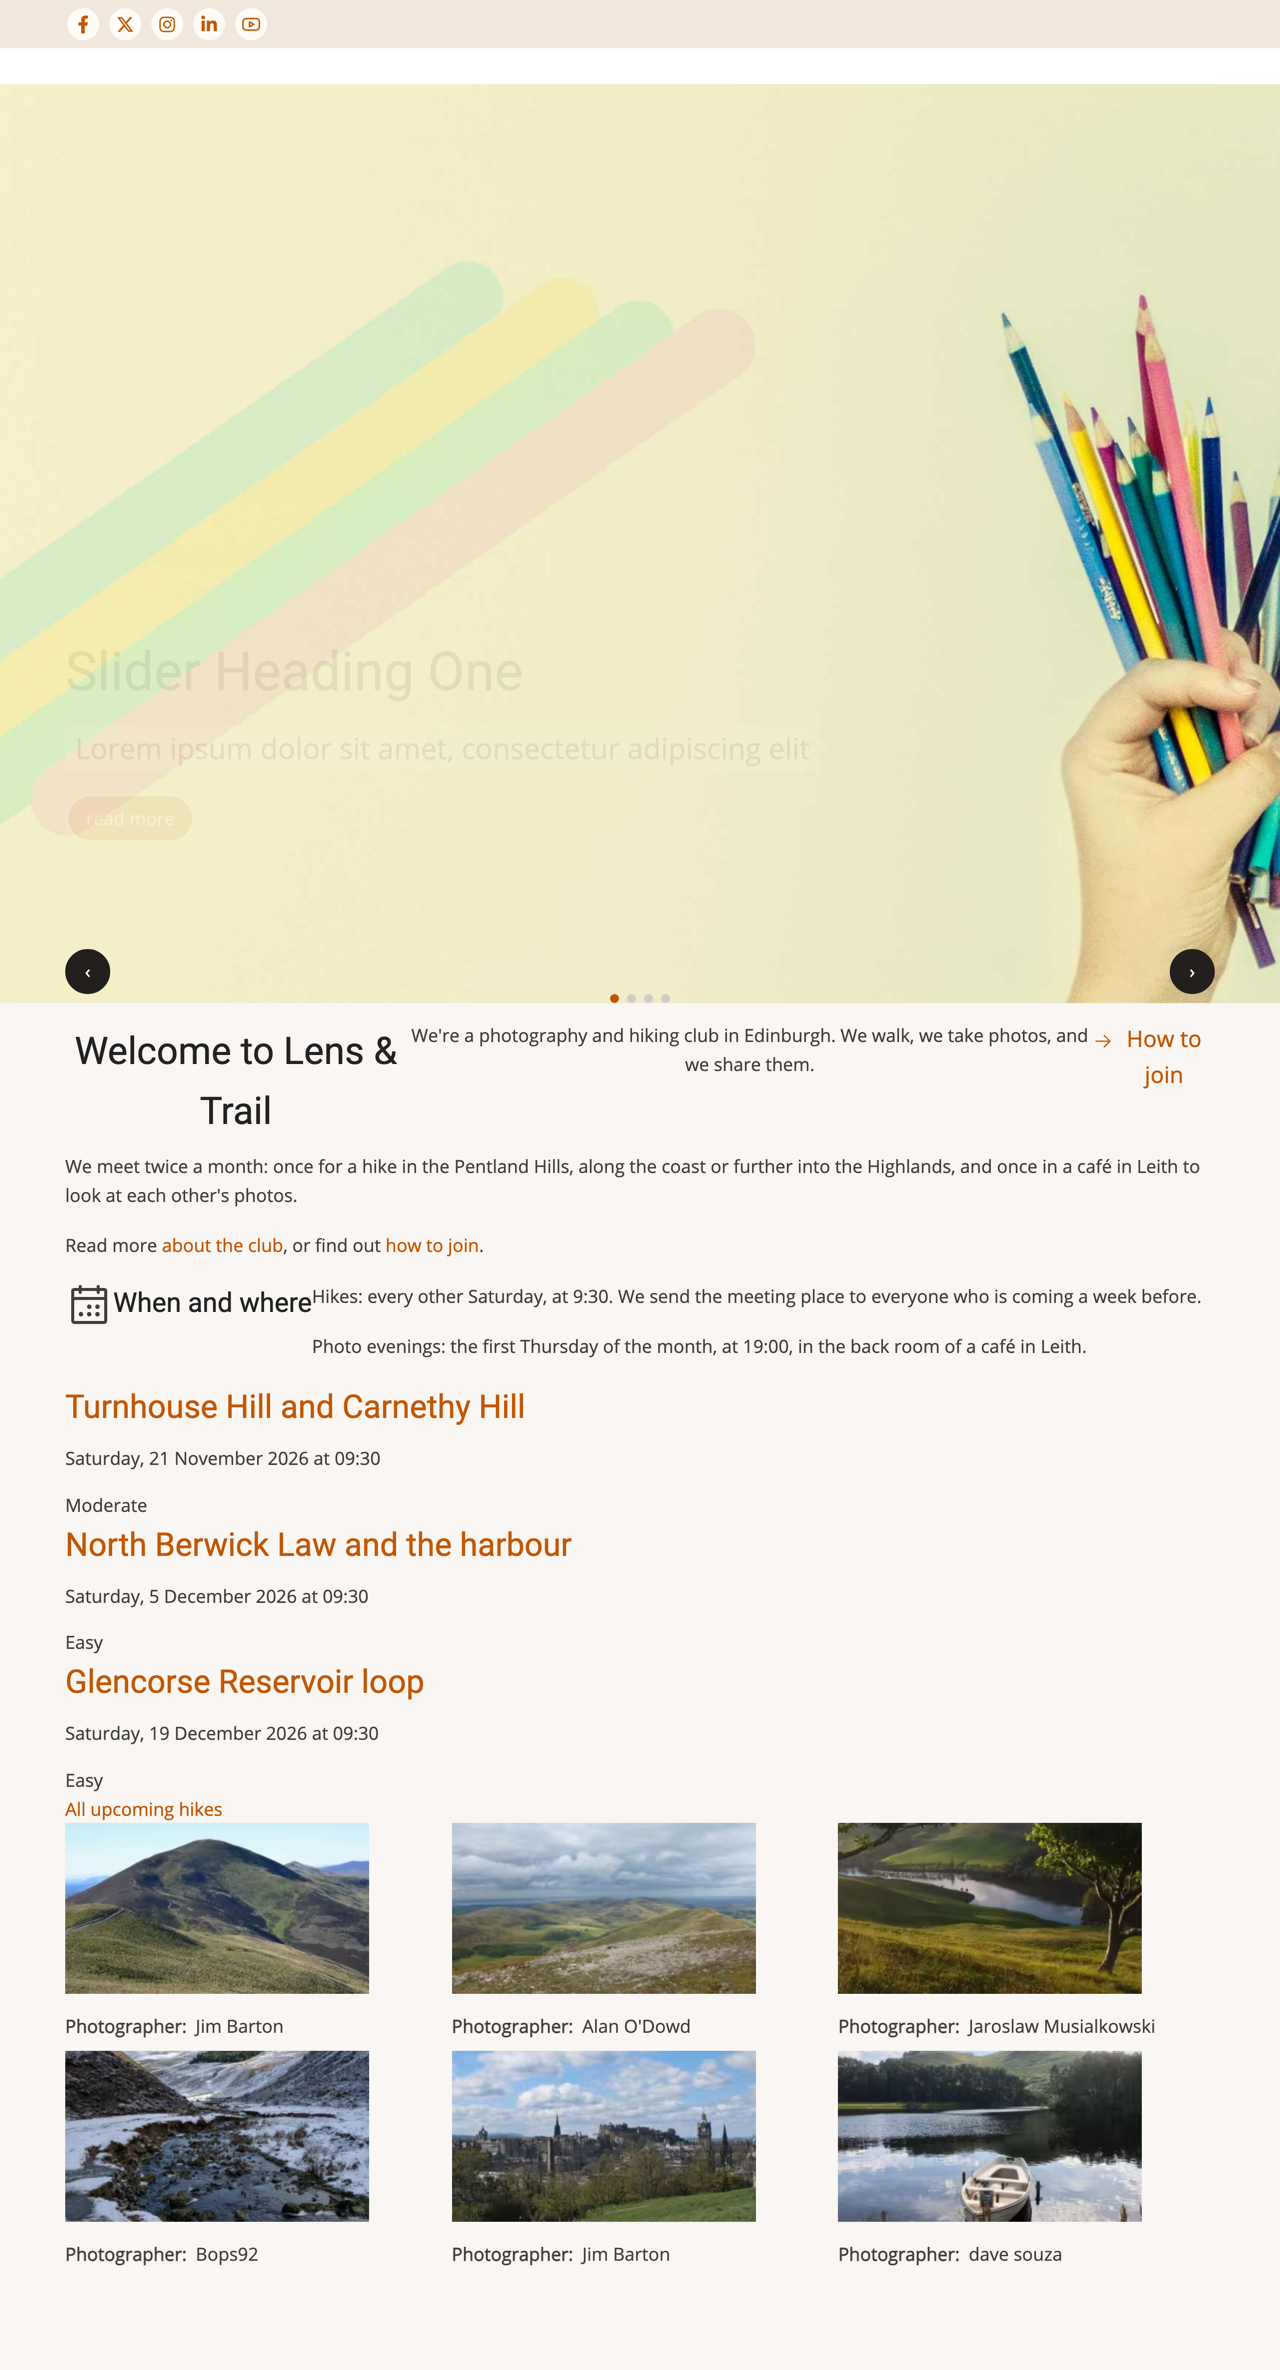 Slider Heading One
Lorem ipsum dolor sit amet, consectetur adipiscing elit
read more
‹
›
Welcome to Lens &
Trail
We're a photography and hiking club in Edinburgh. We walk, we take photos, and
we share them.
→ How to
join
We meet twice a month: once for a hike in the Pentland Hills, along the coast or further into the Highlands, and once in a café in Leith to
look at each other's photos.
Read more about the club, or find out how to join.
When and where
Hikes: every other Saturday, at 9:30. We send the meeting place to everyone who is coming a week before.
Photo evenings: the first Thursday of the month, at 19:00, in the back room of a café in Leith.
Turnhouse Hill and Carnethy Hill
Saturday, 21 November 2026 at 09:30
Moderate
North Berwick Law and the harbour
Saturday, 5 December 2026 at 09:30
Easy
Glencorse Reservoir loop
Saturday, 19 December 2026 at 09:30
Easy
All upcoming hikes
Photographer: Jim Barton
Photographer: Alan O'Dowd
Photographer: Jaroslaw Musialkowski
Photographer: Bops92
Photographer: Jim Barton
Photographer: dave souza